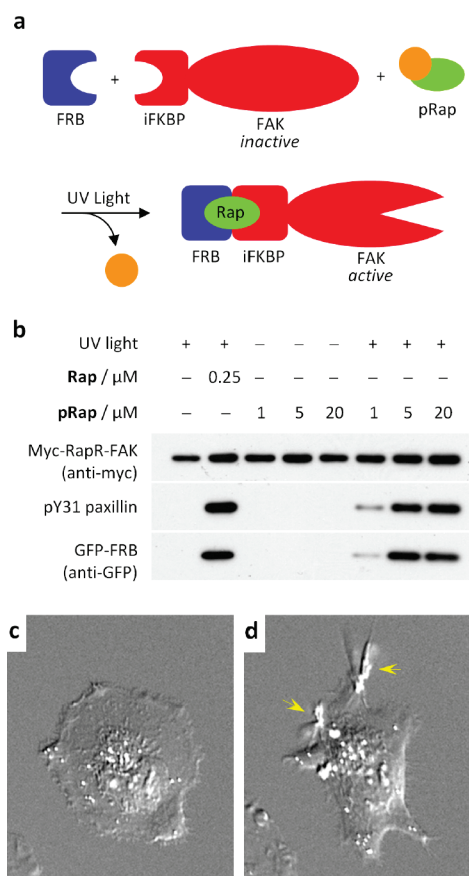 a
+
+
FRB
iFKBP
FAK
inactive
pRap
UV Light
Rap
FRB
iFKBP
FAK
active
b
UV light + + – – – + + +
Rap / μM – 0.25 – – – – – –
pRap / μM – – 1 5 20 1 5 20
Myc-RapR-FAK
(anti-myc)
pY31 paxillin
GFP-FRB
(anti-GFP)
c
d